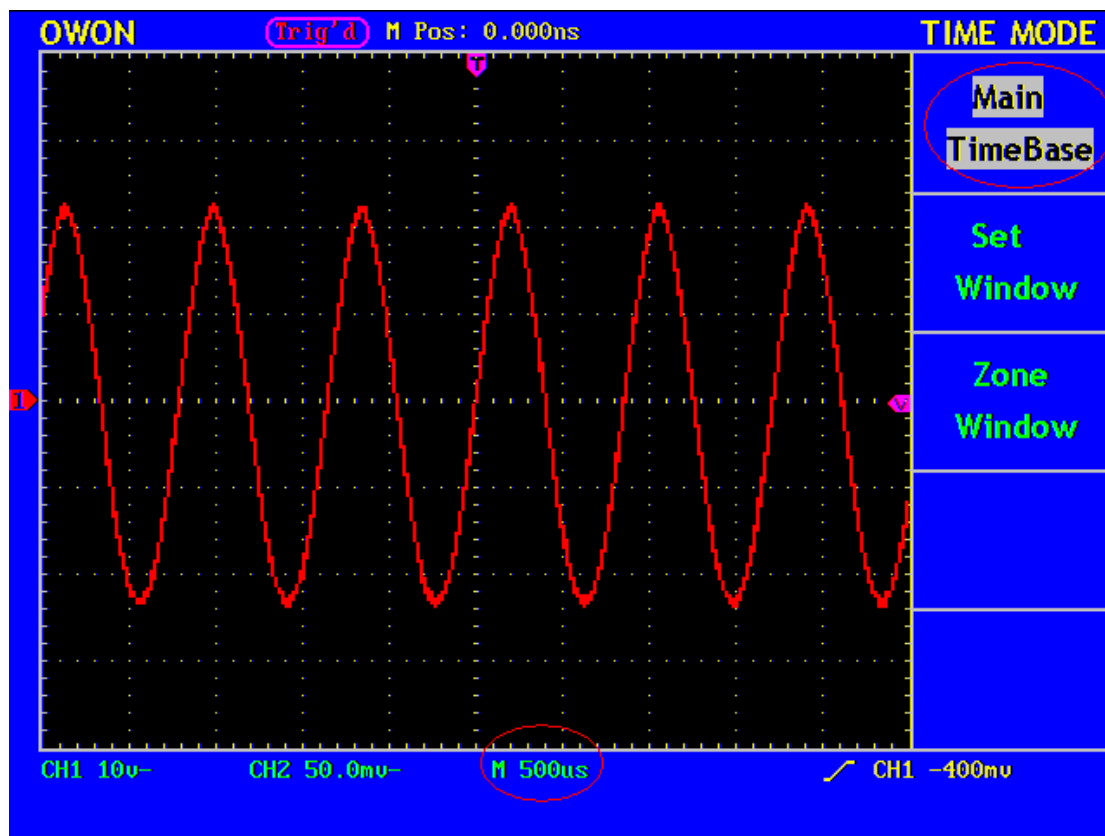 OWON Trig'd M Pos: 0.000ns TIME MODE
T
Main
TimeBase
Set
Window
Zone
Window
1
V
CH1 10v~ CH2 50.0mv~ M 500us CH1 -400mv